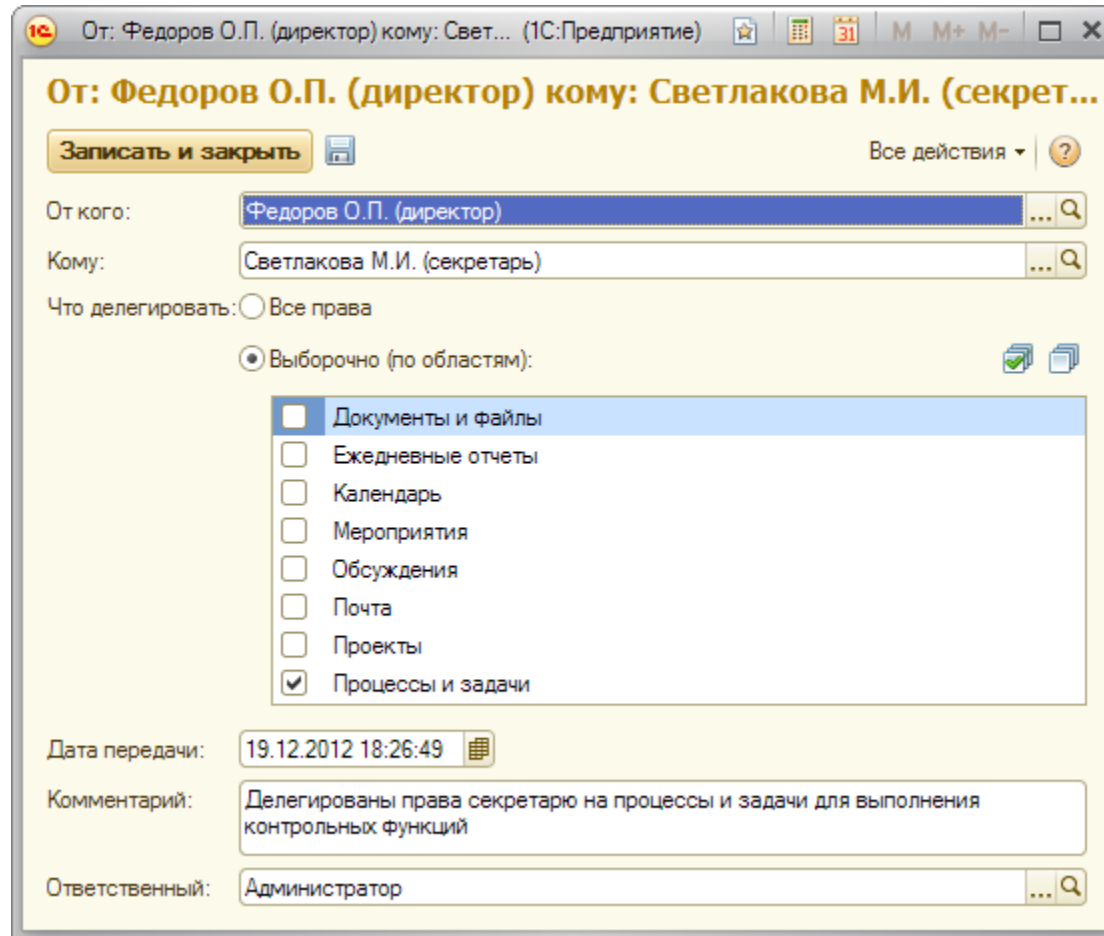 От: Федоров О.П. (директор) кому: Свет... (1С:Предприятие)
31 M M+ M-
От: Федоров О.П. (директор) кому: Светлакова М.И. (секрет...
Записать и закрыть
Все действия
?
От кого: Федоров О.П. (директор) ...
Кому: Светлакова М.И. (секретарь) ...
Что делегировать: Все права
Выборочно (по областям):
Документы и файлы
Ежедневные отчеты
Календарь
Мероприятия
Обсуждения
Почта
Проекты
Процессы и задачи
Дата передачи: 19.12.2012 18:26:49
Комментарий: Делегированы права секретарю на процессы и задачи для выполнения
контрольных функций
Ответственный: Администратор ...